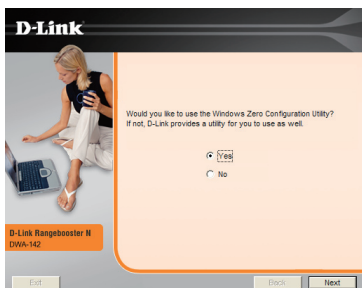 D-Link
Would you like to use the Windows Zero Configuration Utility?
If not, D-Link provides a utility for you to use as well.
Yes
No
D-Link Rangebooster N
DWA-142
Exit
Back
Next